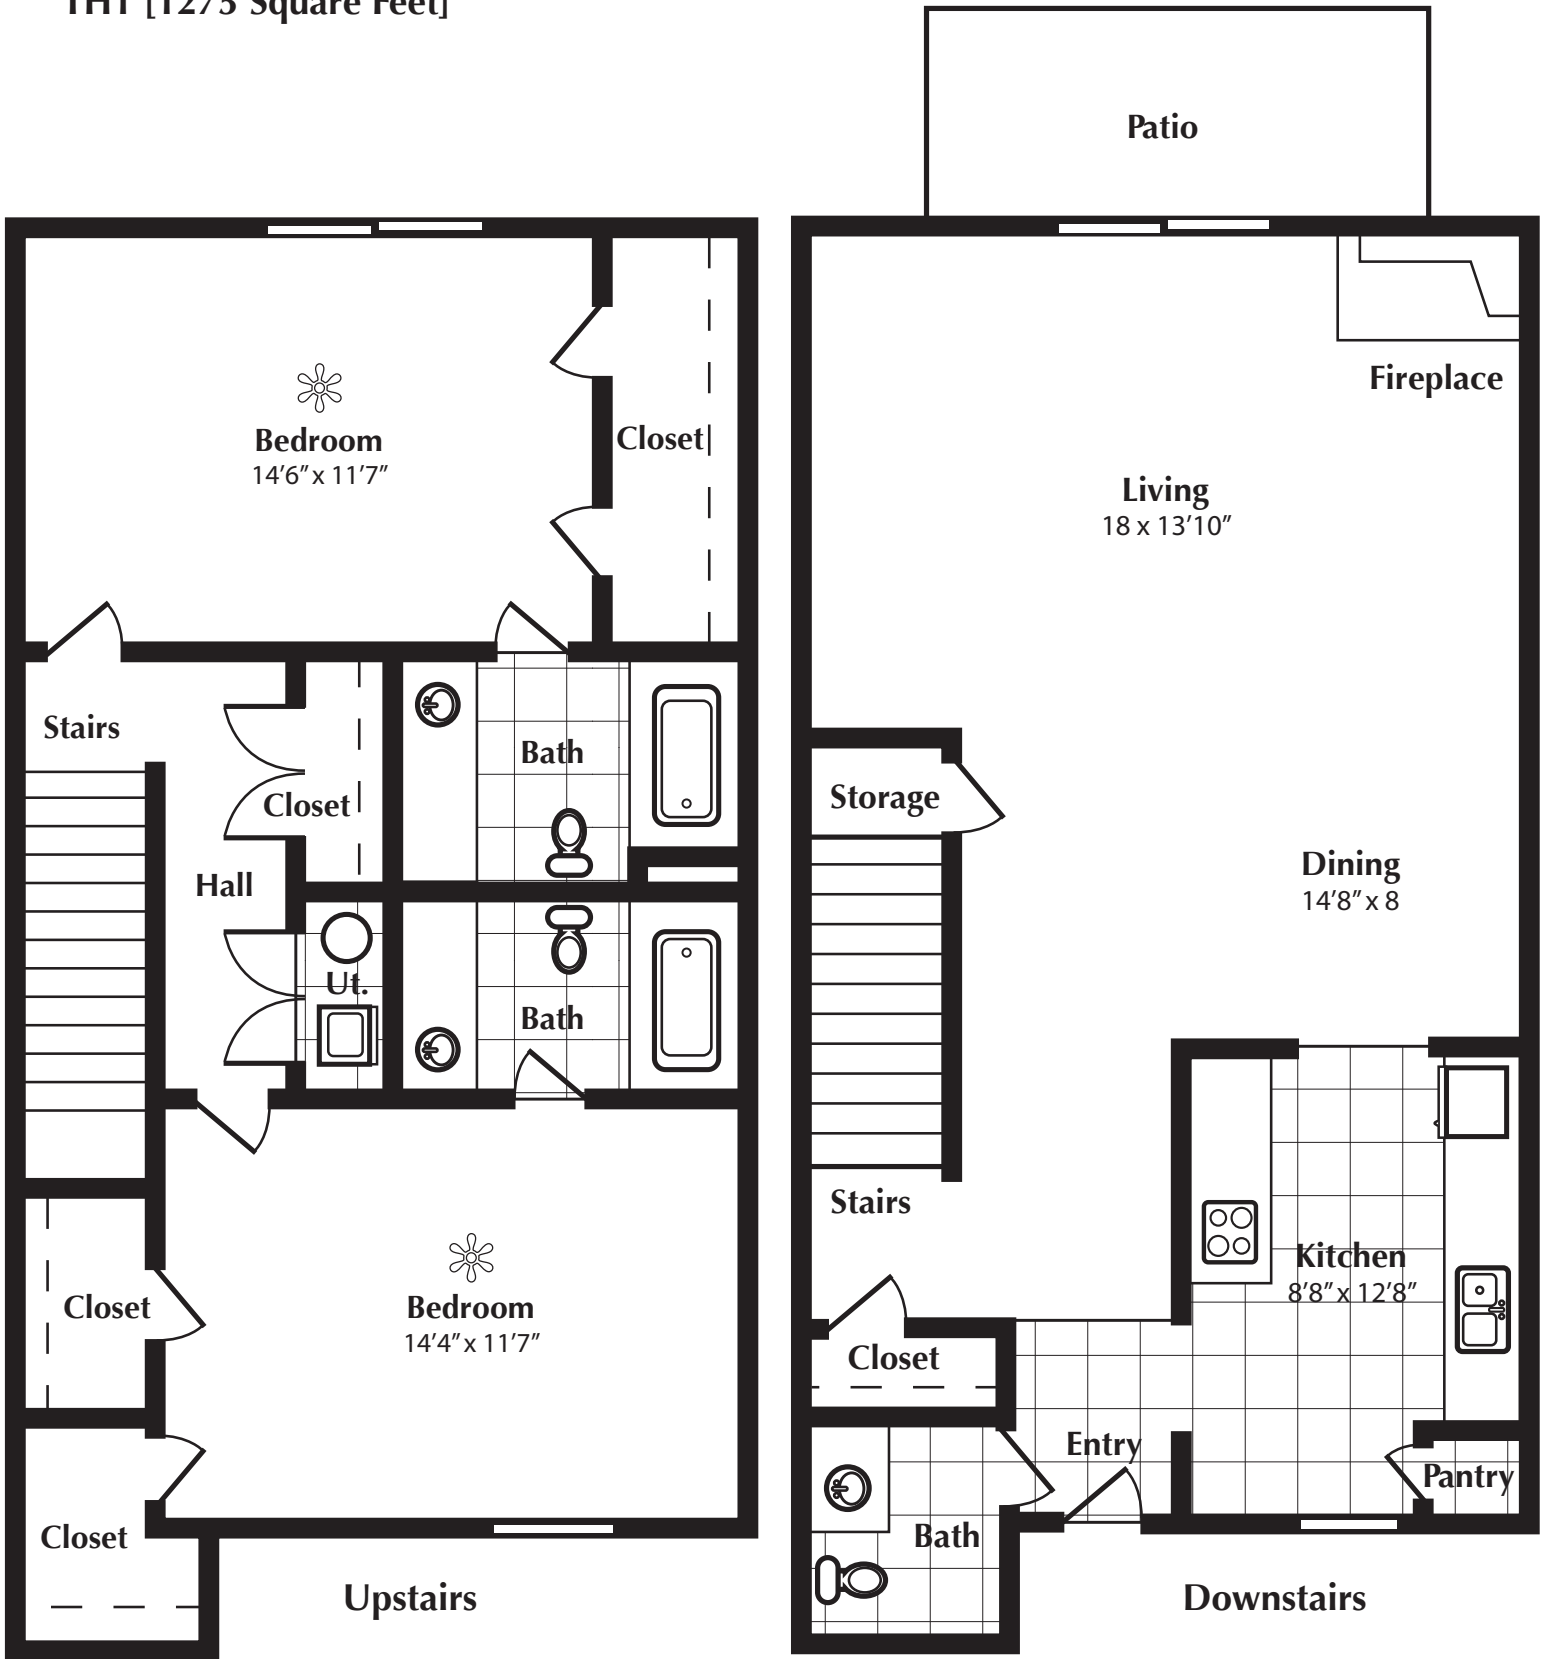 TH1 [1275 Square Feet]
Patio
Bedroom
14’6” x 11’7”
Closet
Fireplace
Living
18 x 13’10”
Stairs
Closet
Bath
Hall
Ut.
Bath
Storage
Dining
14’8” x 8
Stairs
Closet
Bedroom
14’4” x 11’7”
Kitchen
8’8” x 12’8”
Closet
Entry
Pantry
Closet
Bath
Upstairs
Downstairs